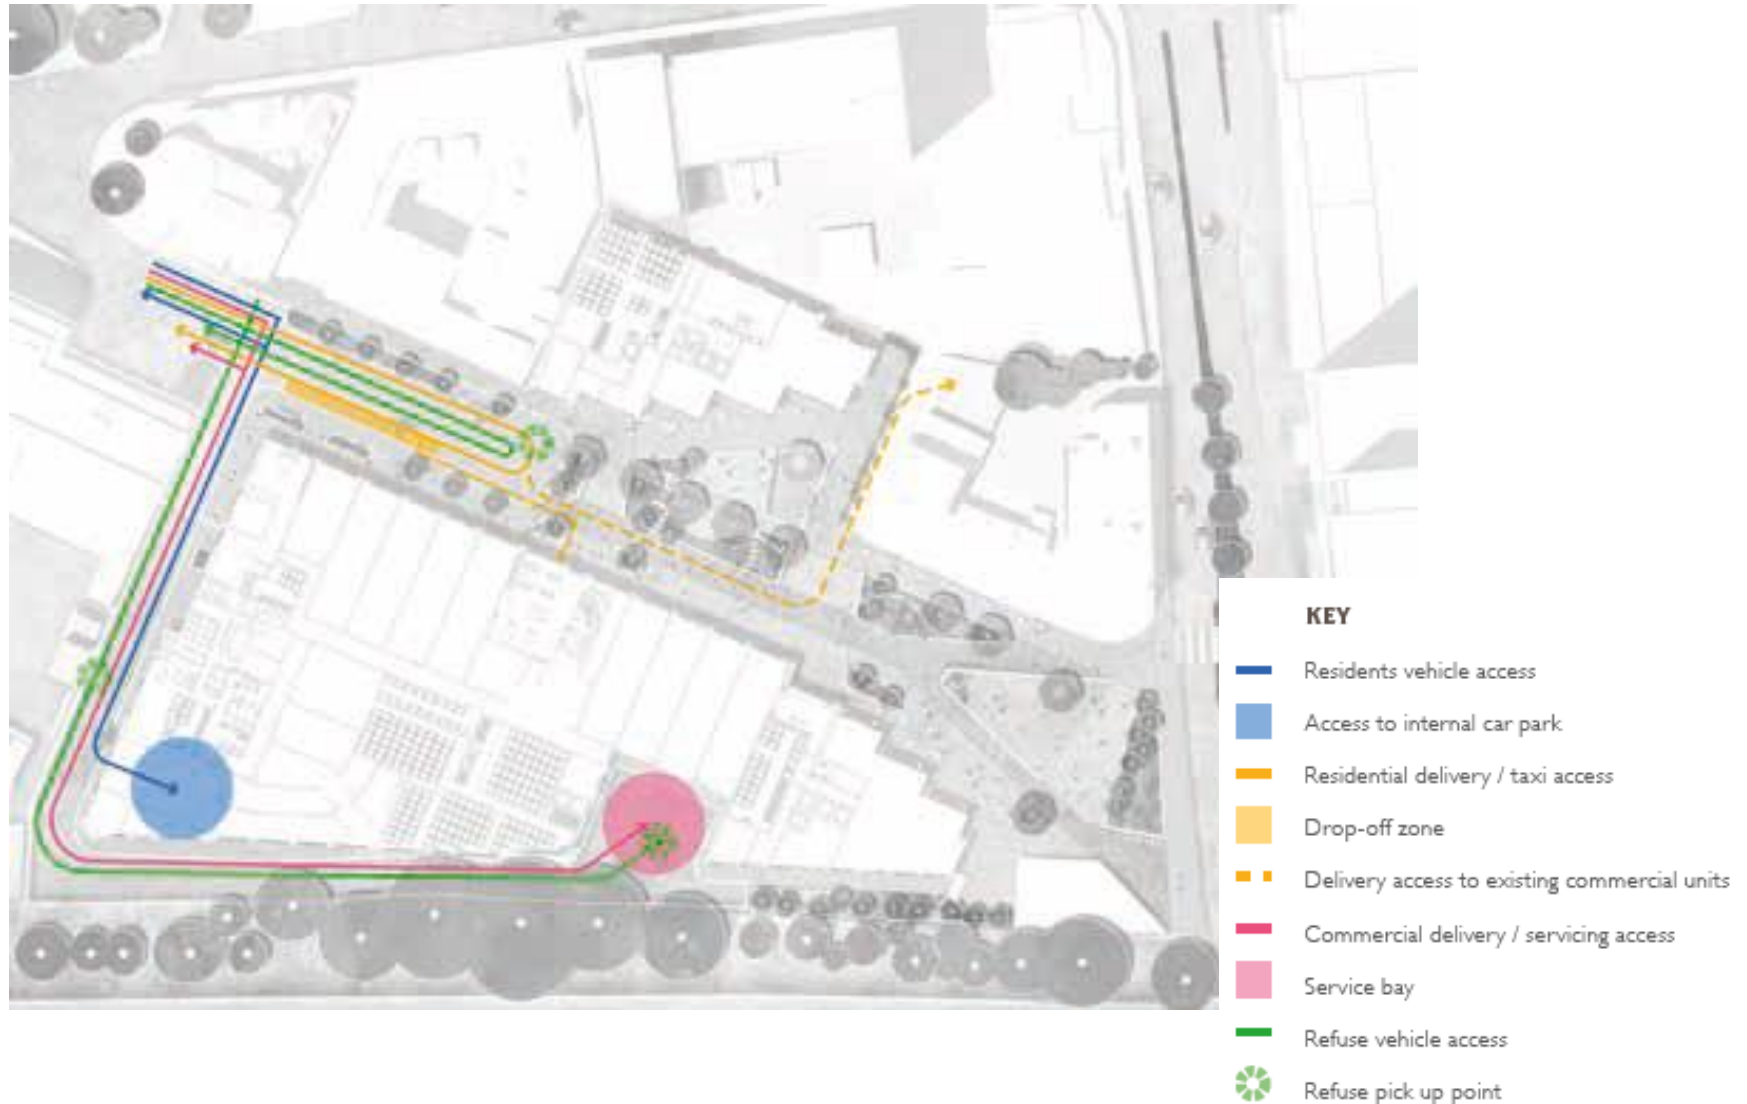 KEY
Residents vehicle access
Access to internal car park
Residential delivery / taxi access
Drop-off zone
Delivery access to existing commercial units
Commercial delivery / servicing access
Service bay
Refuse vehicle access
Refuse pick up point